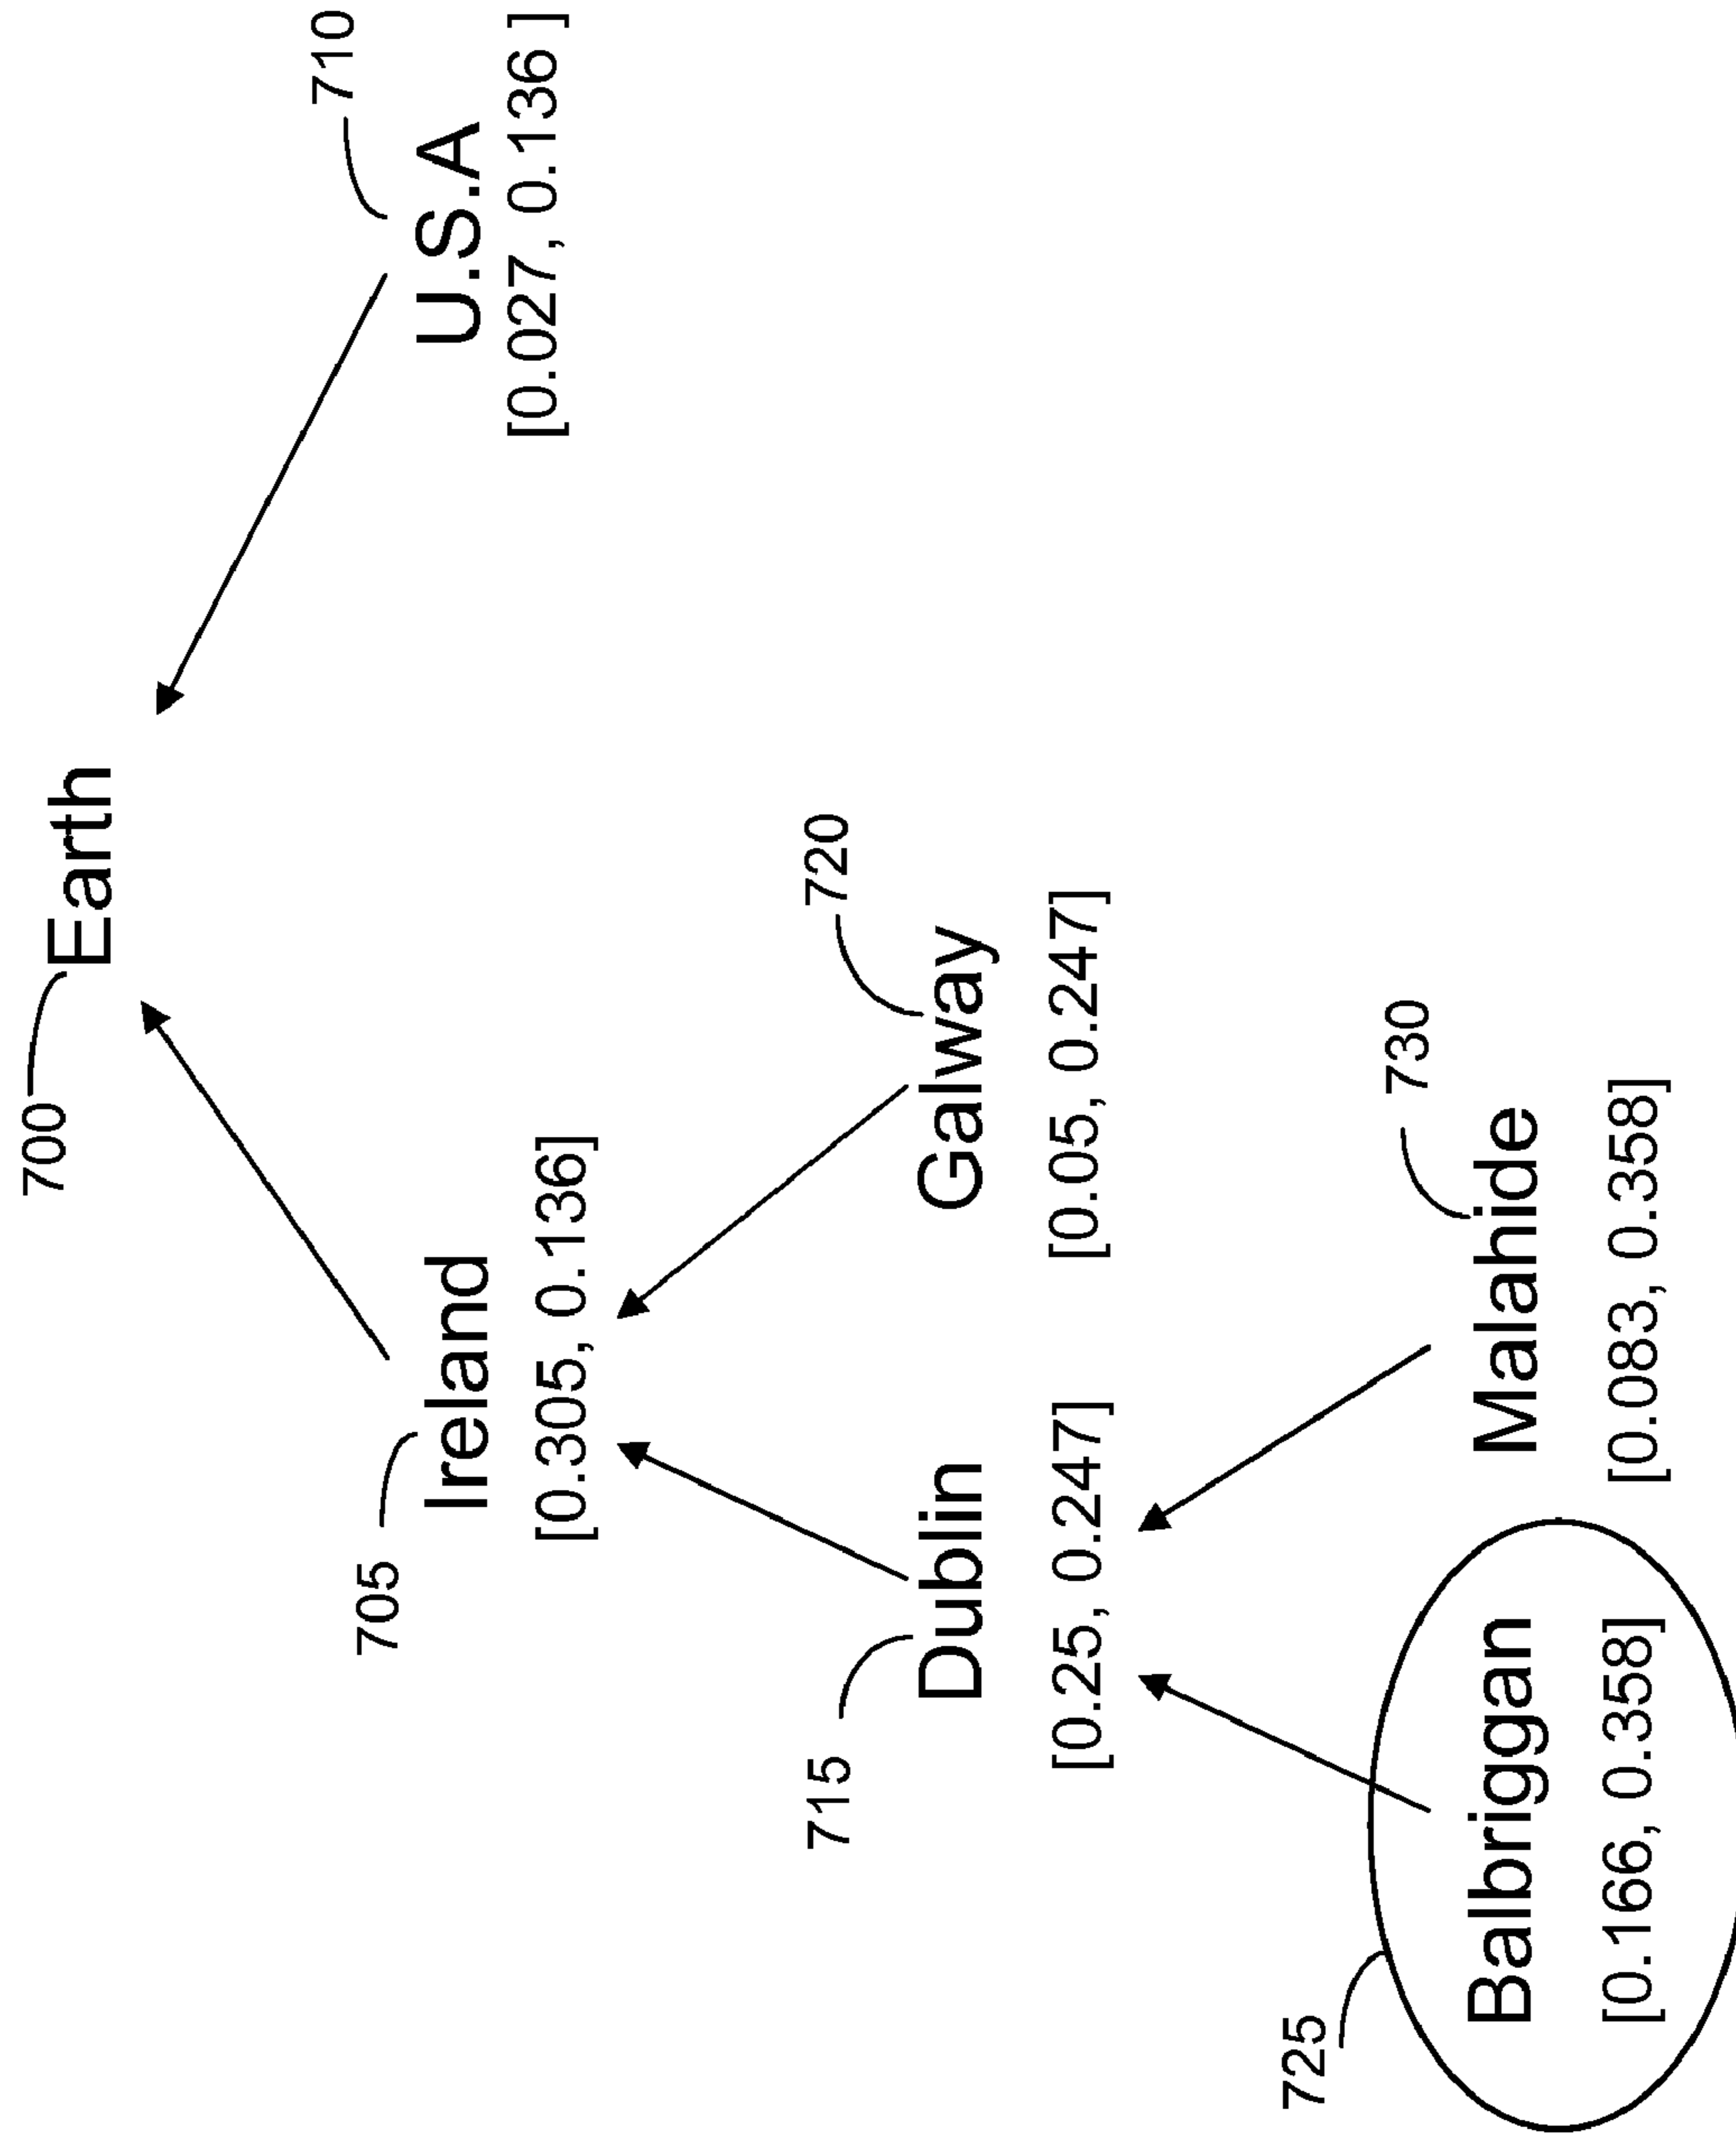 700
Earth
705
Ireland
[0.305, 0.136]
710
U.S.A
[0.027, 0.136 ]
715
Dublin
[0.25, 0.247]
720
Galway
[0.05, 0.247]
725
Balbriggan
[0.166, 0.358]
730
Malahide
[0.083, 0.358]